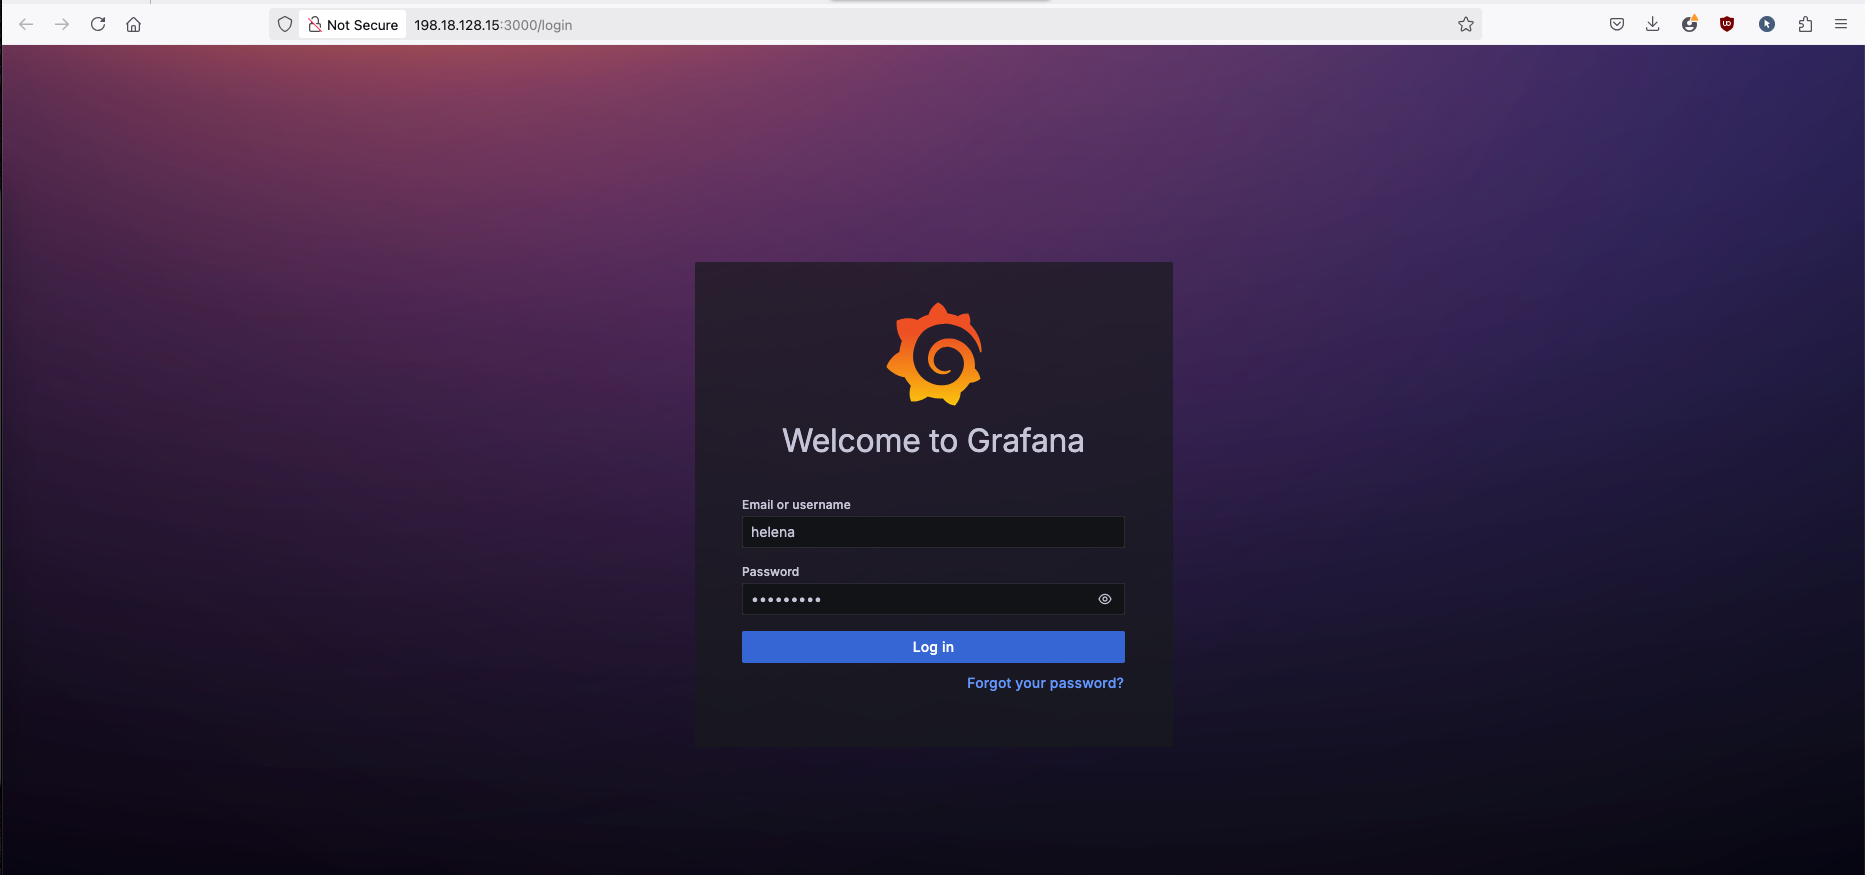 Not Secure 198.18.128.15:3000/login
Welcome to Grafana
Email or username
helena
Password
•••••••••
Log in
Forgot your password?